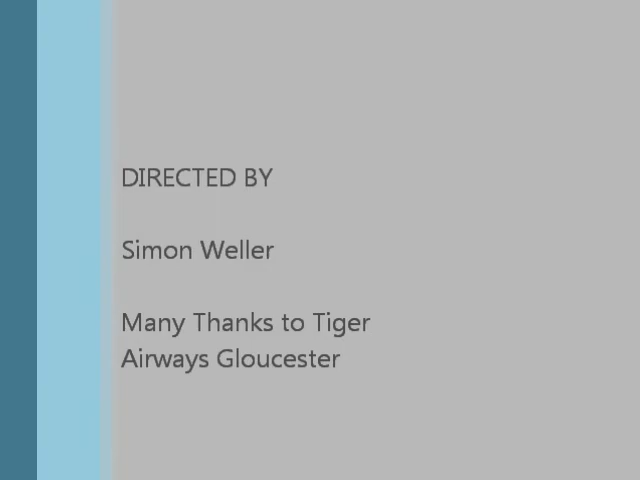 DIRECTED BY
Simon Weller
Many Thanks to Tiger
Airways Gloucester